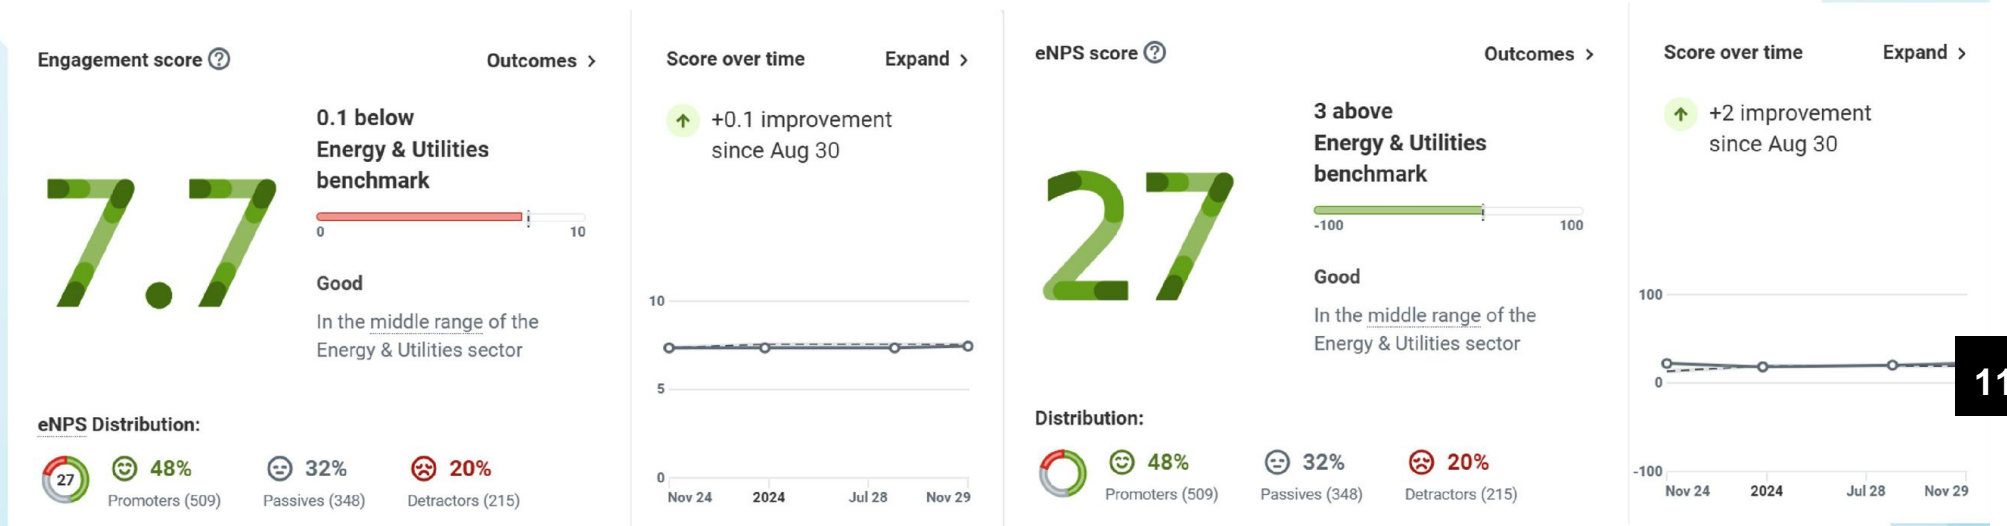 Engagement score ?
Outcomes >
7.7
0.1 below
Energy & Utilities
benchmark
0 10
Good
In the middle range of the
Energy & Utilities sector
eNPS Distribution:
27
48%
Promoters (509)
32%
Passives (348)
20%
Detractors (215)
Score over time
Expand >
+0.1 improvement
since Aug 30
10
5
0
Nov 24 2024 Jul 28 Nov 29
eNPS score ?
Outcomes >
27
3 above
Energy & Utilities
benchmark
-100 100
Good
In the middle range of the
Energy & Utilities sector
Distribution:
48%
Promoters (509)
32%
Passives (348)
20%
Detractors (215)
Score over time
Expand >
+2 improvement
since Aug 30
100
0
-100
Nov 24 2024 Jul 28 Nov 29
11